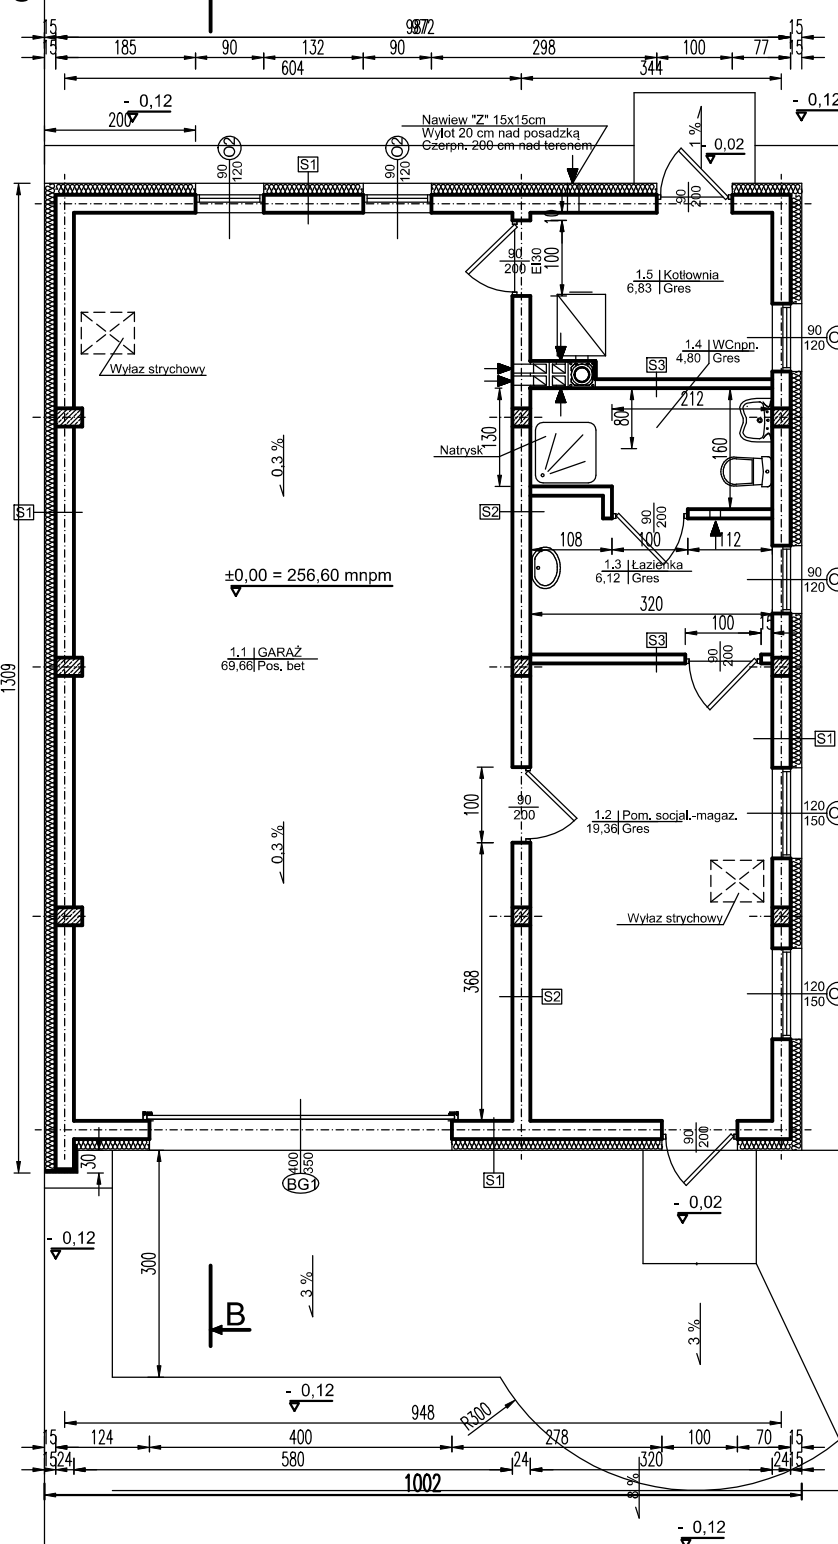 15
972
15
15
185
90
132
90
298
100
77
15
604
344
- 0,12
- 0,12
200
Nawiew "Z" 15x15cm
Wylot 20 cm nad posadzką
Czerpn. 200 cm nad terenem
1 %
- 0,02
O2
O2
90
120
90
120
S1
90
200
10
90
200
EI30
100
1.5 Kotłownia
6,83 Gres
90
120
1.4 WCnpn.
4,80 Gres
Wyłaz strychowy
S3
212
80
0,3 %
130
160
Natrysk
S1
S2
90
200
108
100
112
90
120
1.3 Łazienka
6,12 Gres
±0,00 = 256,60 mnpm
320
100
15
1309
1.1 GARAŻ
69,66 Pos. bet
S3
90
200
S1
100
90
200
1.2 Pom. socjal.-magaz.
19,36 Gres
120
150
0,3 %
Wyłaz strychowy
368
S2
120
150
90
200
30
400
350
BG1
S1
- 0,02
- 0,12
300
3 %
B
3 %
- 0,12
948
R300
15
124
400
278
100
70
15
15
24
580
24
320
24
15
1002
8 %
- 0,12